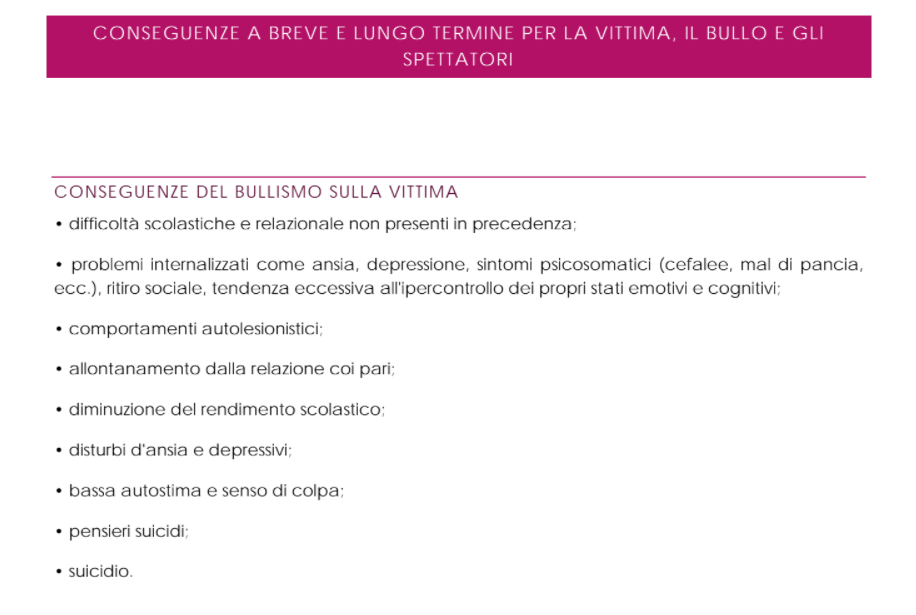 CONSEGUENZE A BREVE E LUNGO TERMINE PER LA VITTIMA, IL BULLO E GLI
SPETTATORI
CONSEGUENZE DEL BULLISMO SULLA VITTIMA
• difficoltà scolastiche e relazionale non presenti in precedenza;
• problemi internalizzati come ansia, depressione, sintomi psicosomatici (cefalee, mal di pancia,
ecc.), ritiro sociale, tendenza eccessiva all'ipercontrollo dei propri stati emotivi e cognitivi;
• comportamenti autolesionistici;
• allontanamento dalla relazione coi pari;
• diminuzione del rendimento scolastico;
• disturbi d'ansia e depressivi;
• bassa autostima e senso di colpa;
• pensieri suicidi;
• suicidio.